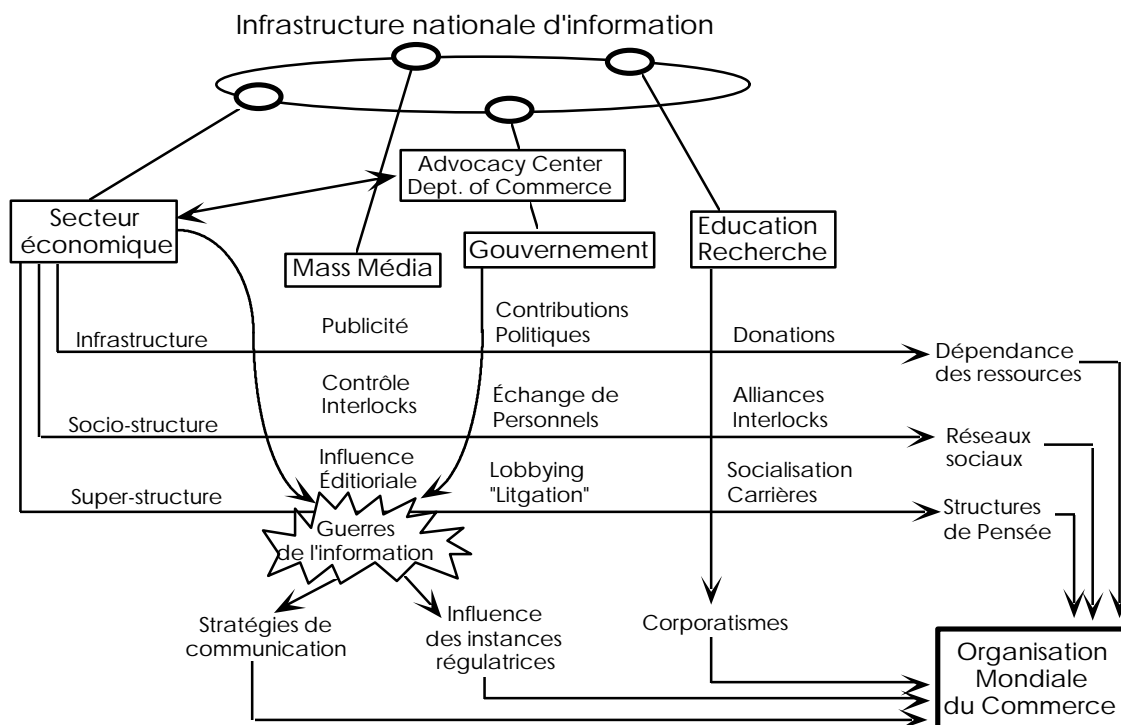 Infrastructure nationale d'information
Advocacy Center
Dept. of Commerce
Secteur
économique
Mass Média
Gouvernement
Education
Recherche
Infrastructure
Publicité
Contributions
Politiques
Donations
Dépendance
des ressources
Socio-structure
Contrôle
Interlocks
Échange de
Personnels
Alliances
Interlocks
Réseaux
sociaux
Super-structure
Influence
Éditioriale
Lobbying
"Litgation"
Socialisation
Carrières
Structures
de Pensée
Guerres
de l'information
Stratégies de
communication
Influence
des instances
régulatrices
Corporatismes
Organisation
Mondiale
du Commerce